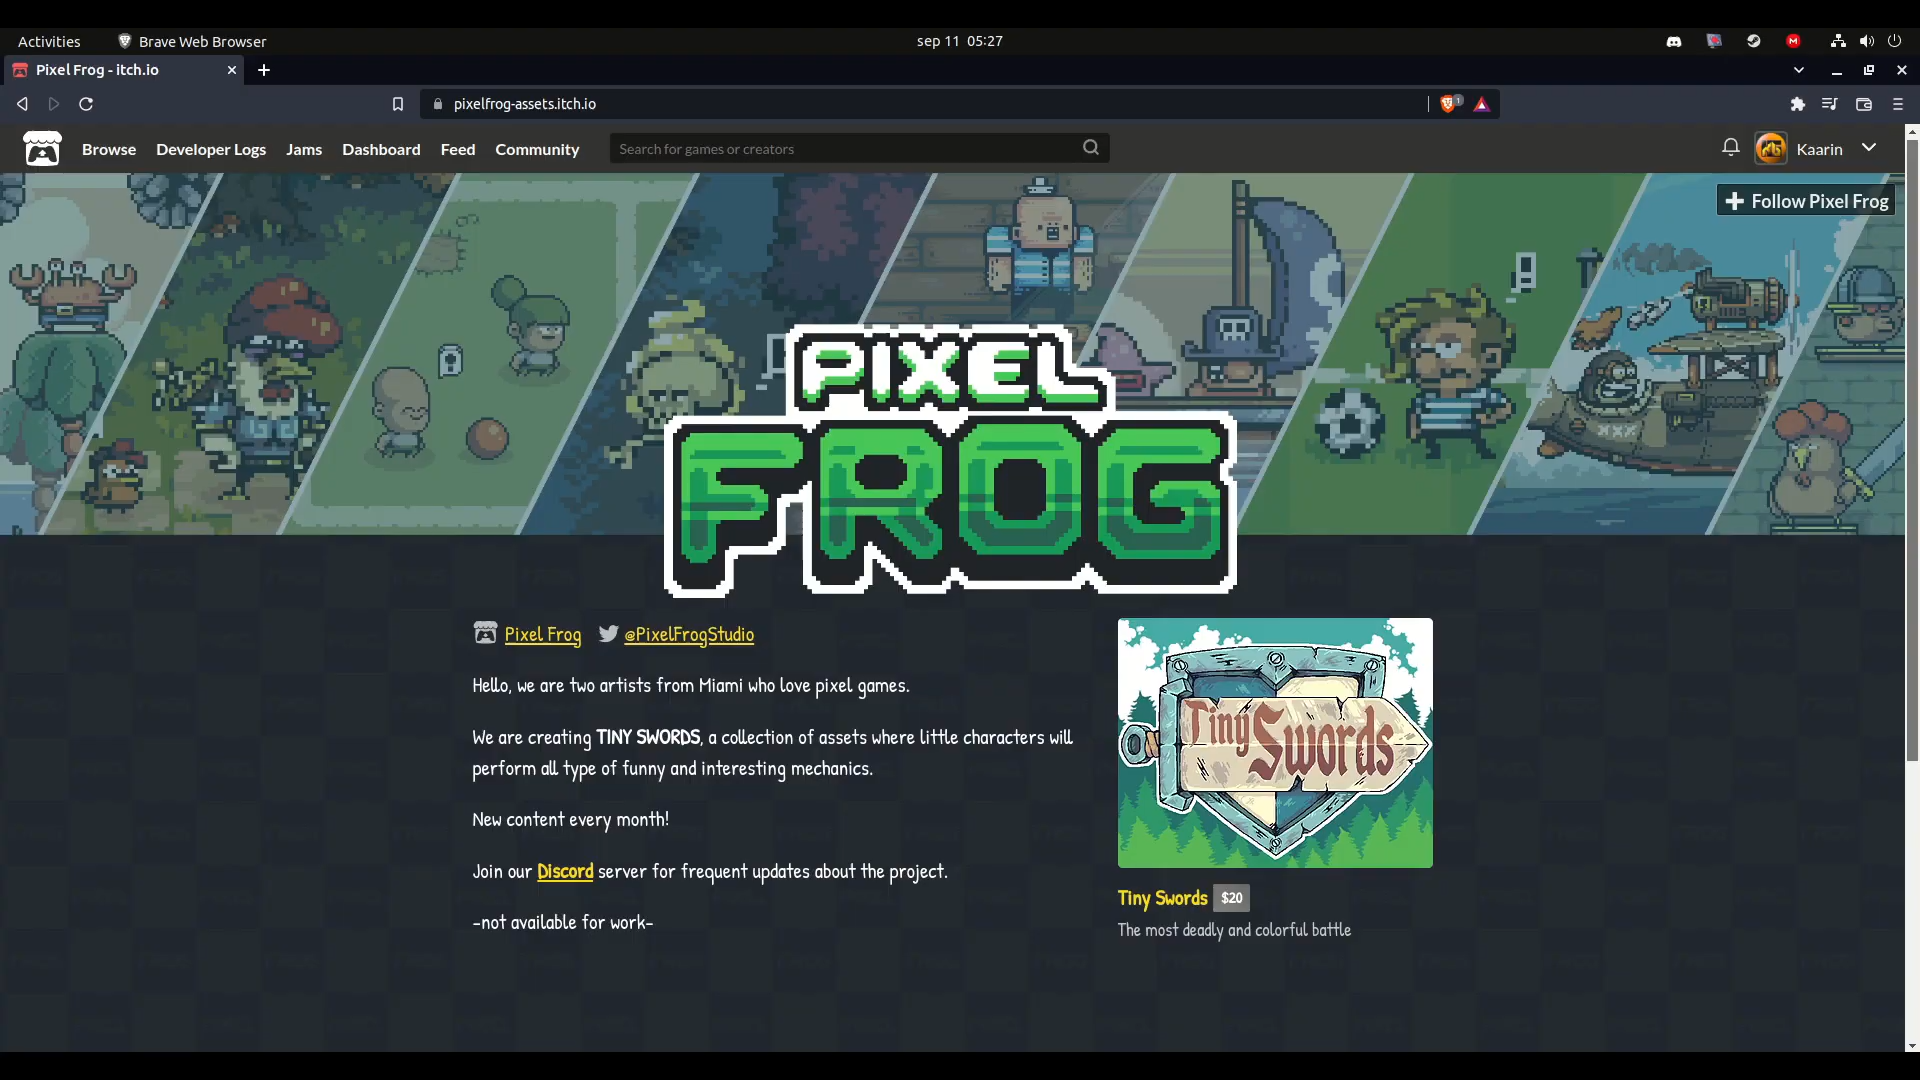 Activities
Brave Web Browser
sep 11 05:27
Pixel Frog - itch.io
pixelfrog-assets.itch.io
1
Browse Developer Logs Jams Dashboard Feed Community
Search for games or creators
Kaarin
Follow Pixel Frog
PIXEL
FROG
Pixel Frog @PixelFrogStudio
Hello, we are two artists from Miami who love pixel games.
We are creating TINY SWORDS, a collection of assets where little characters will
perform all type of funny and interesting mechanics.
New content every month!
Join our Discord server for frequent updates about the project.
-not available for work-
Tiny Swords
Tiny Swords $20
The most deadly and colorful battle